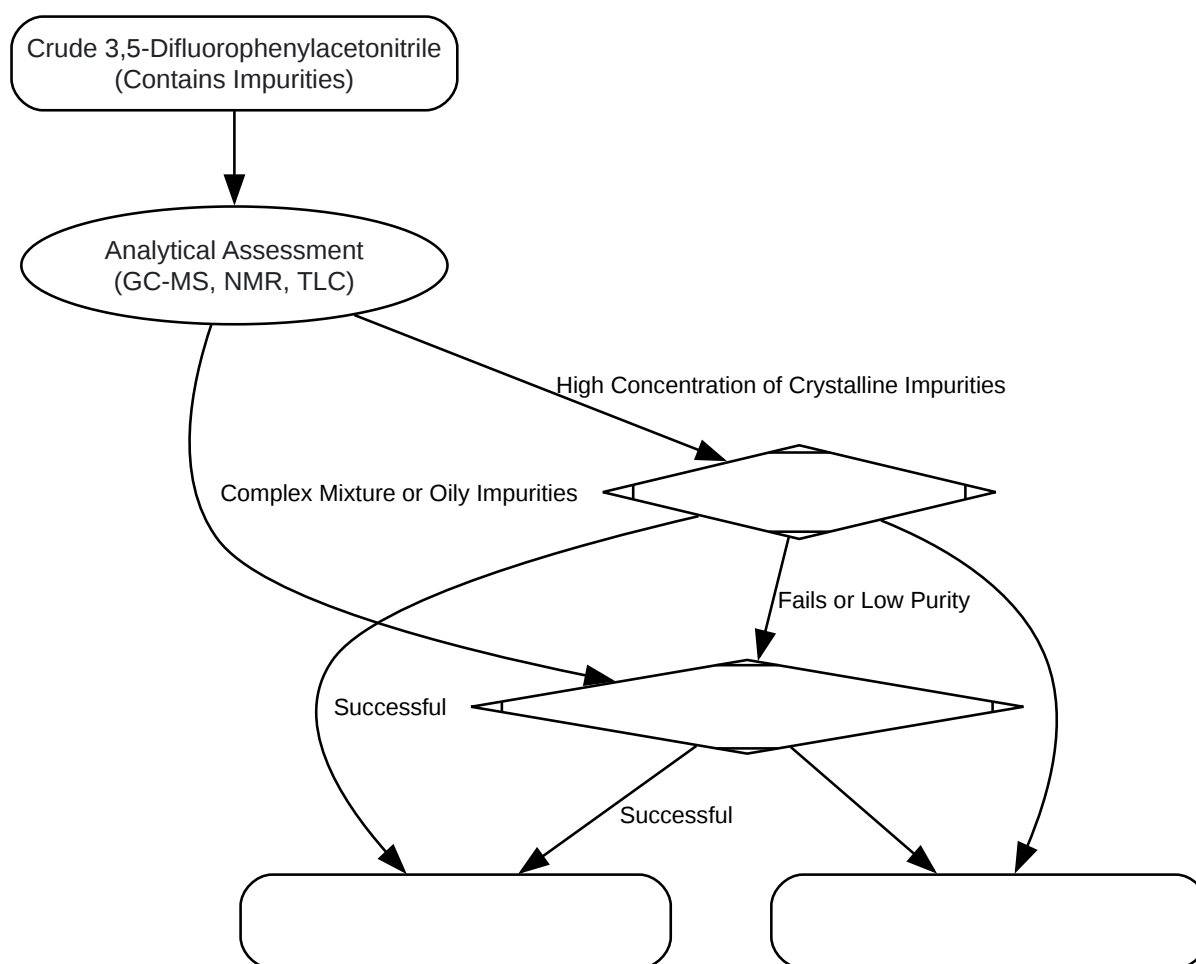 Crude 3,5-Difluorophenylacetonitrile
(Contains Impurities)
Analytical Assessment
(GC-MS, NMR, TLC)
High Concentration of Crystalline Impurities
Complex Mixture or Oily Impurities
Fails or Low Purity
Successful
Successful